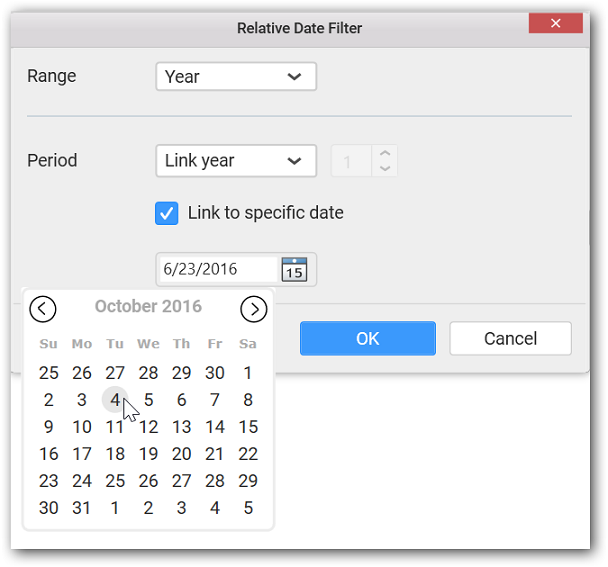 Relative Date Filter
Range Year
Period Link year 1
Link to specific date
6/23/2016 15
October 2016
OK Cancel
Su Mo Tu We Th Fr Sa
25 26 27 28 29 30 1
2 3 4 5 6 7 8
9 10 11 12 13 14 15
16 17 18 19 20 21 22
23 24 25 26 27 28 29
30 31 1 2 3 4 5